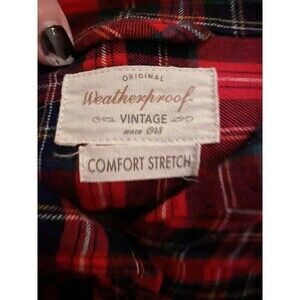 ORIGINAL
Weatherproof
VINTAGE
since 1948
COMFORT STRETCH